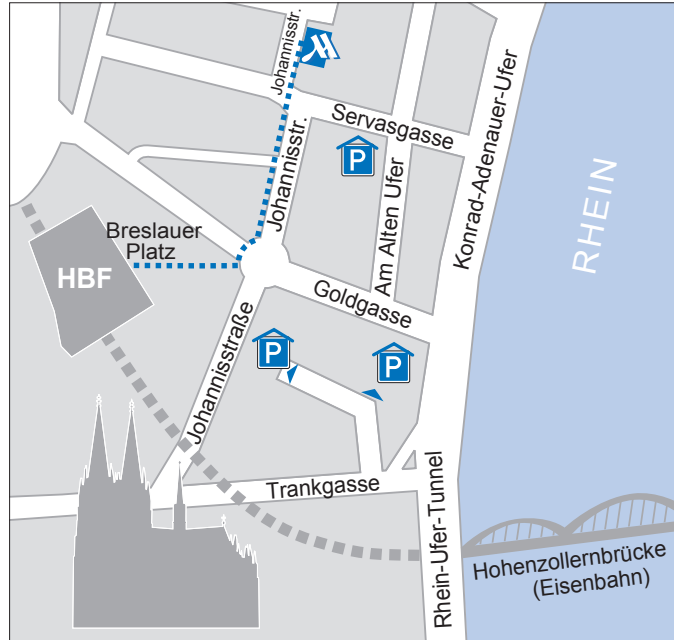 Johannisstr.
Servasgasse
Konrad-Adenauer-Ufer
P
Johannisstr.
Am Alten Ufer
RHEIN
Breslauer
Platz
HBF
Goldgasse
Johannisstraße
P
P
Trankgasse
Rhein-Ufer-Tunnel
Hohenzollernbrücke
(Eisenbahn)